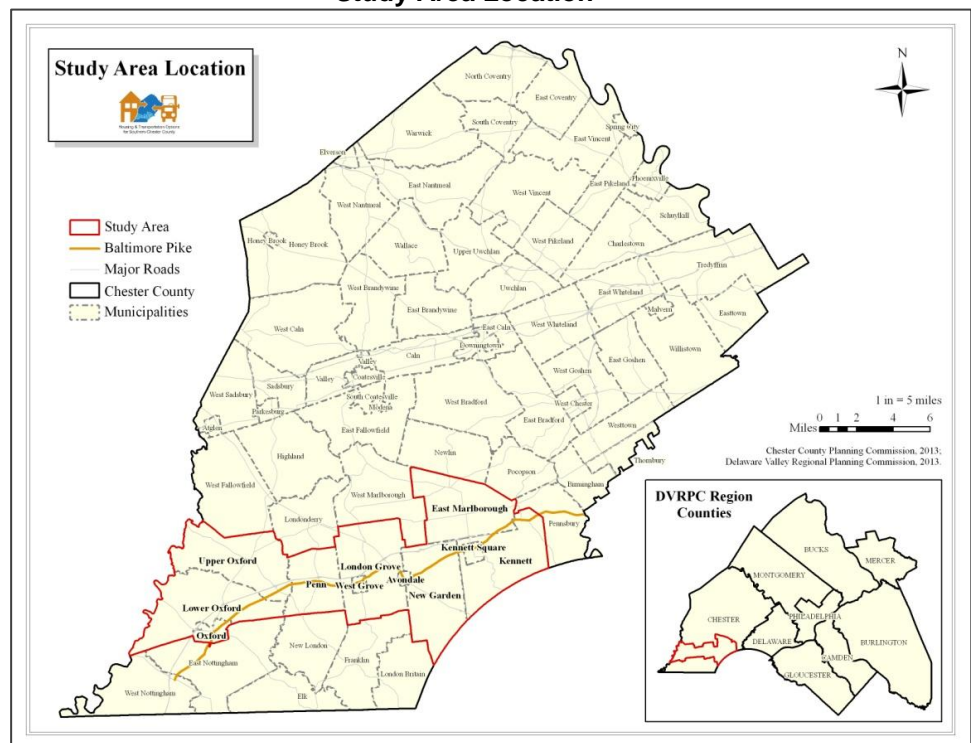 Study Area Location
Study Area Location
Housing & Transportation Options
for Southern Chester County
N
Study Area
Baltimore Pike
Major Roads
Chester County
Municipalities
North Coventry
East Coventry
South Coventry
Warwick
Spring City
East Vincent
Elverson
Phoenixville
East Nantmeal
West Vincent
East Pikeland
West Nantmeal
Schuylkill
Honey Brook
Honey Brook
Wallace
Upper Uwchlan
West Pikeland
Charlestown
Tredyffrin
West Brandywine
Uwchlan
East Whiteland
East Brandywine
Malvern
Easttown
West Caln
East Caln
West Whiteland
Downingtown
Willistown
Valley
Caln
East Goshen
West Goshen
Sadsbury
Valley
Coatesville
West Sadsbury
South Coatesville
Modena
West Bradford
West Chester
Parkesburg
East Bradford
Westtown
Atglen
East Fallowfield
Newlin
Thornbury
Highland
Pocopson
Birmingham
West Fallowfield
West Marlborough
East Marlborough
Londonderry
Pennsbury
Kennett Square
Upper Oxford
London Grove
Kennett
Avondale
Penn
West Grove
New Garden
Lower Oxford
Oxford
New London
East Nottingham
Franklin
London Britain
West Nottingham
Elk
1 in = 5 miles
0 1 2 4 6
Miles
Chester County Planning Commission, 2013;
Delaware Valley Regional Planning Commission, 2013.
DVRPC Region
Counties
BUCKS
MERCER
MONTGOMERY
CHESTER
PHILADELPHIA
DELAWARE
BURLINGTON
CAMDEN
GLOUCESTER